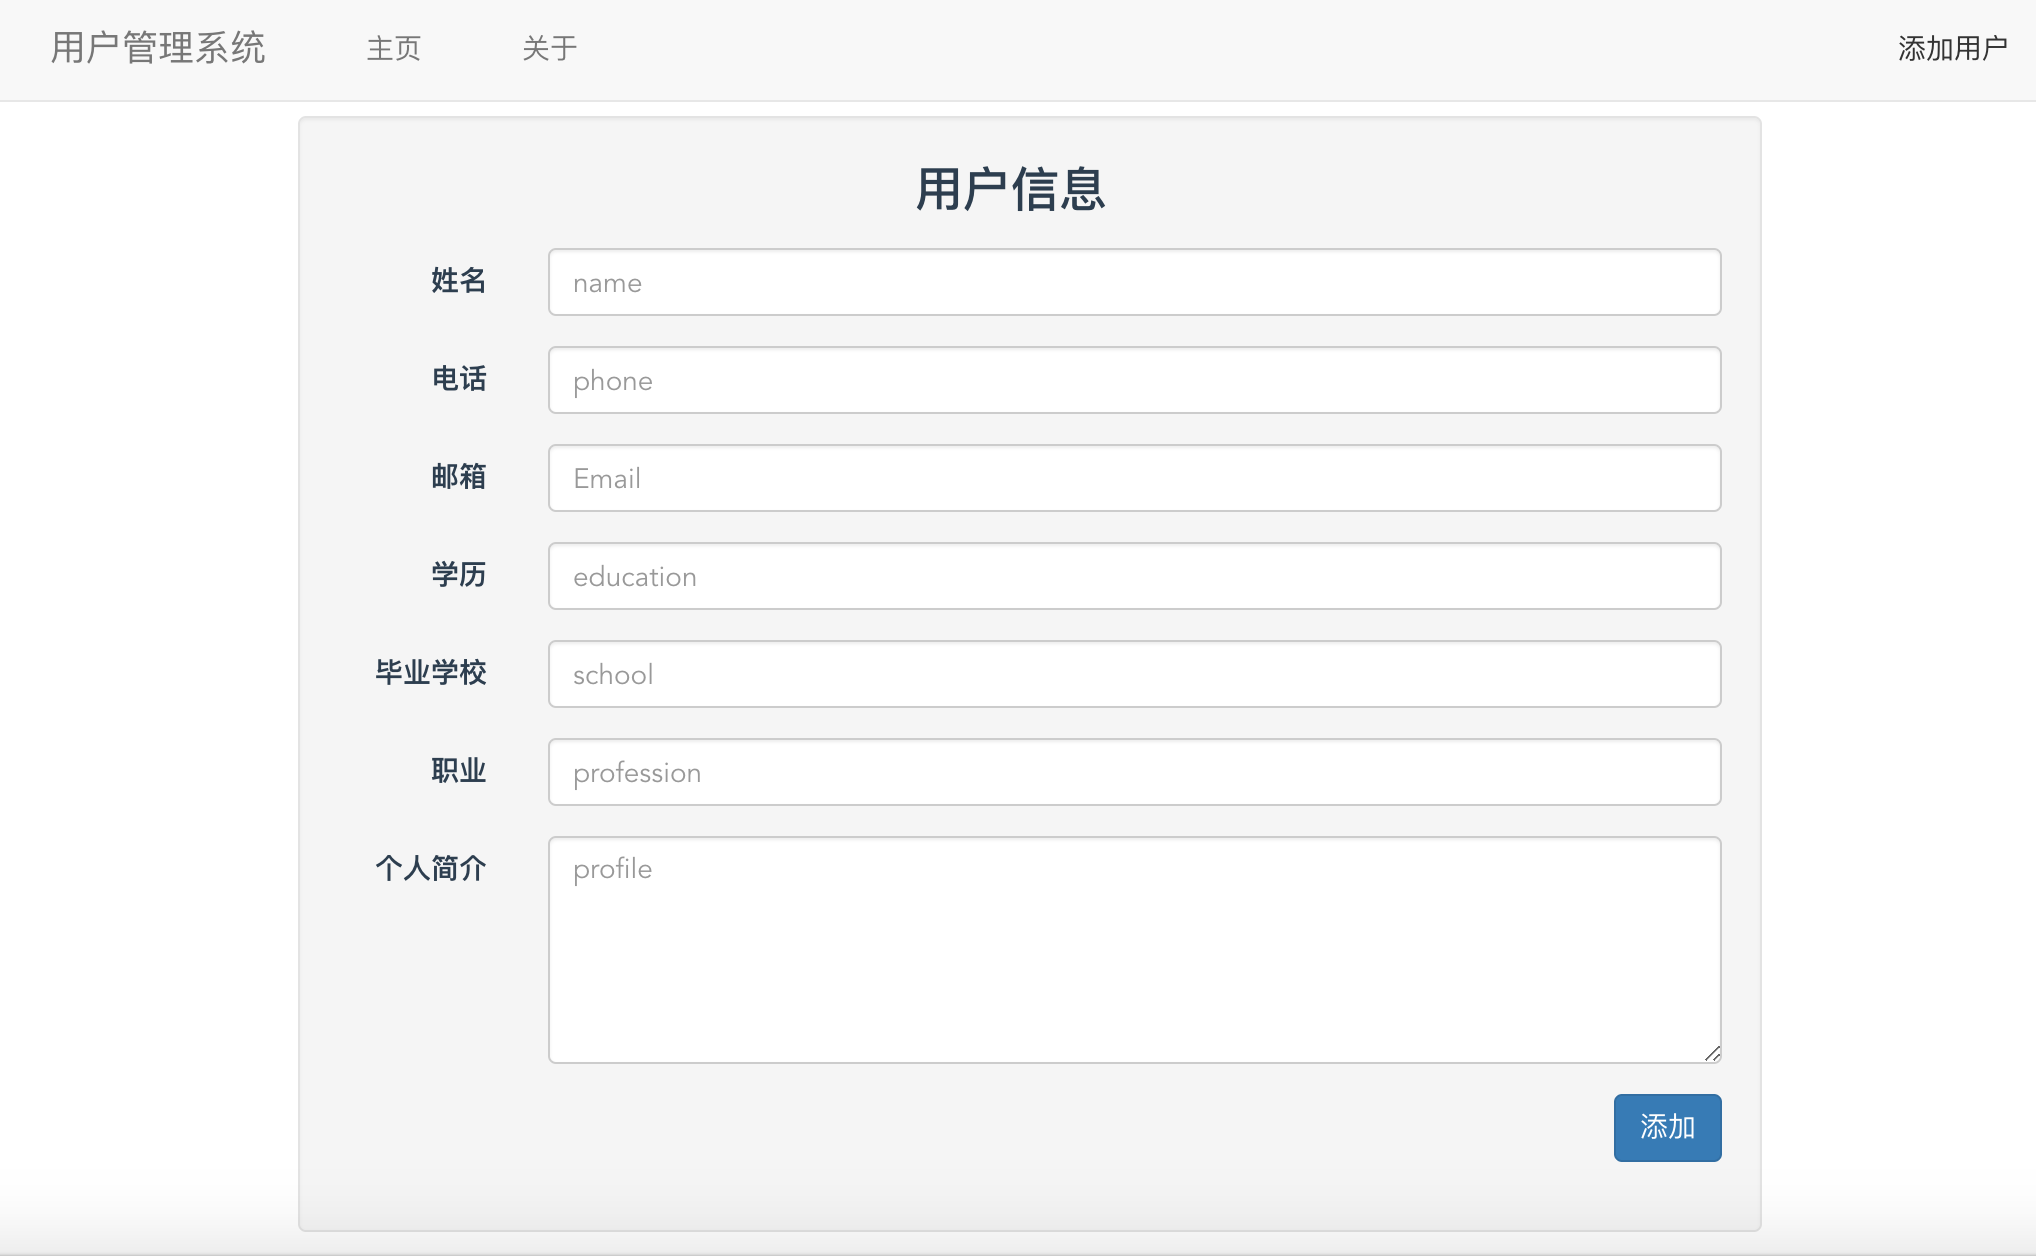 用户管理系统 主页 关于 添加用户
用户信息
姓名 name
电话 phone
邮箱 Email
学历 education
毕业学校 school
职业 profession
个人简介 profile
添加